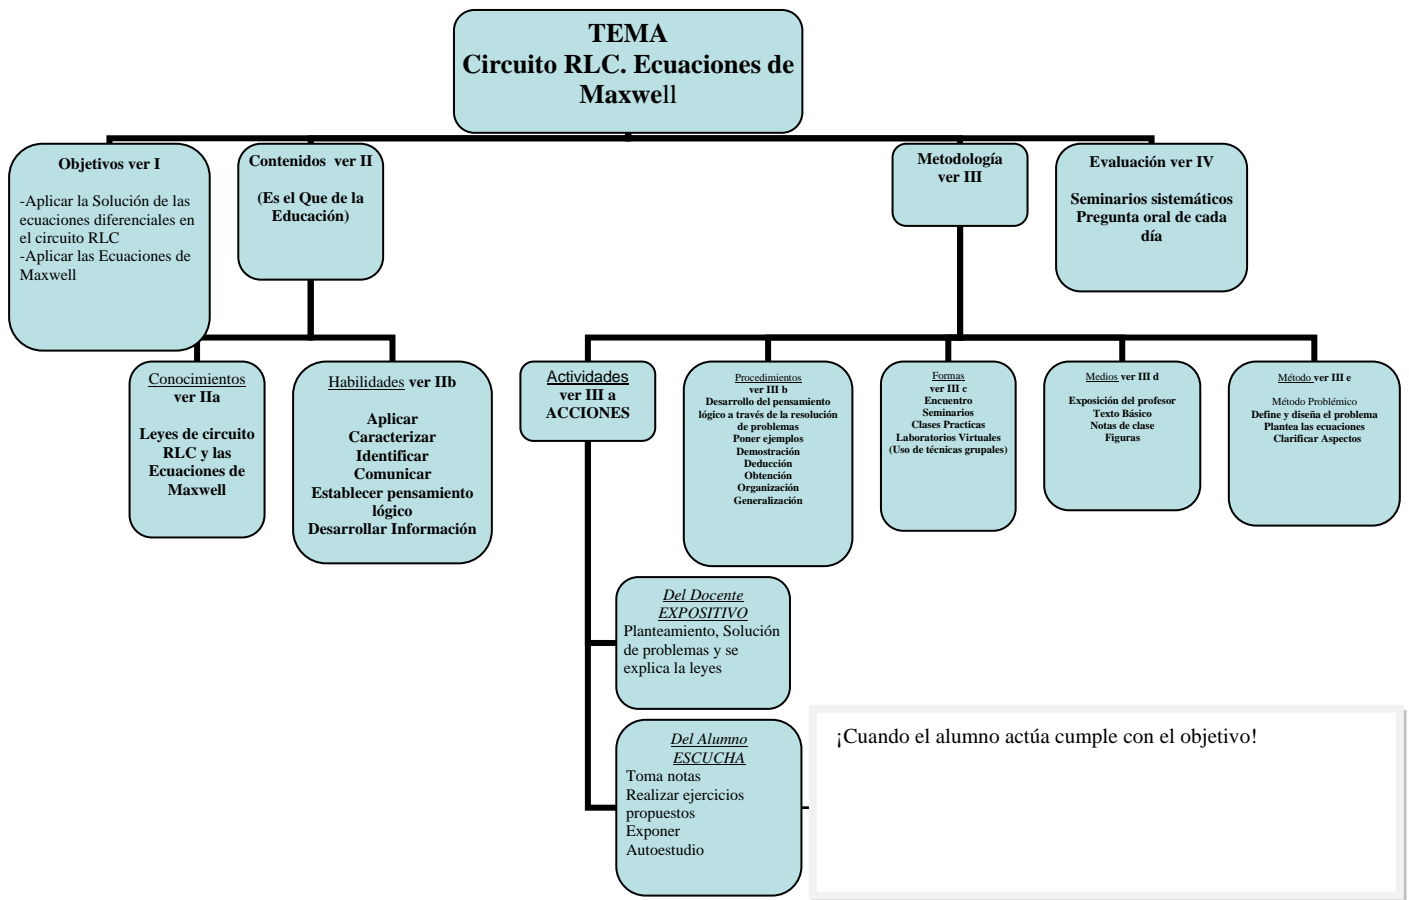 TEMA
Circuito RLC. Ecuaciones de
Maxwell
Objetivos ver I
-Aplicar la Solución de las
ecuaciones diferenciales en
el circuito RLC
-Aplicar las Ecuaciones de
Maxwell
Contenidos ver II
(Es el Que de la
Educación)
Metodología
ver III
Evaluación ver IV
Seminarios sistemáticos
Pregunta oral de cada
día
Conocimientos
ver IIa
Leyes de circuito
RLC y las
Ecuaciones de
Maxwell
Habilidades ver IIb
Aplicar
Caracterizar
Identificar
Comunicar
Establecer pensamiento
lógico
Desarrollar Información
Actividades
ver III a
ACCIONES
Procedimientos
ver III b
Desarrollo del pensamiento
lógico a través de la resolución
de problemas
Poner ejemplos
Demostración
Deducción
Obtención
Organización
Generalización
Formas
ver III c
Encuentro
Seminarios
Clases Practicas
Laboratorios Virtuales
(Uso de técnicas grupales)
Medios ver III d
Exposición del profesor
Texto Básico
Notas de clase
Figuras
Método ver III e
Método Problémico
Define y diseña el problema
Plantea las ecuaciones
Clarificar Aspectos
Del Docente
EXPOSITIVO
Planteamiento, Solución
de problemas y se
explica la leyes
Del Alumno
ESCUCHA
Toma notas
Realizar ejercicios
propuestos
Exponer
Autoestudio
¡Cuando el alumno actúa cumple con el objetivo!